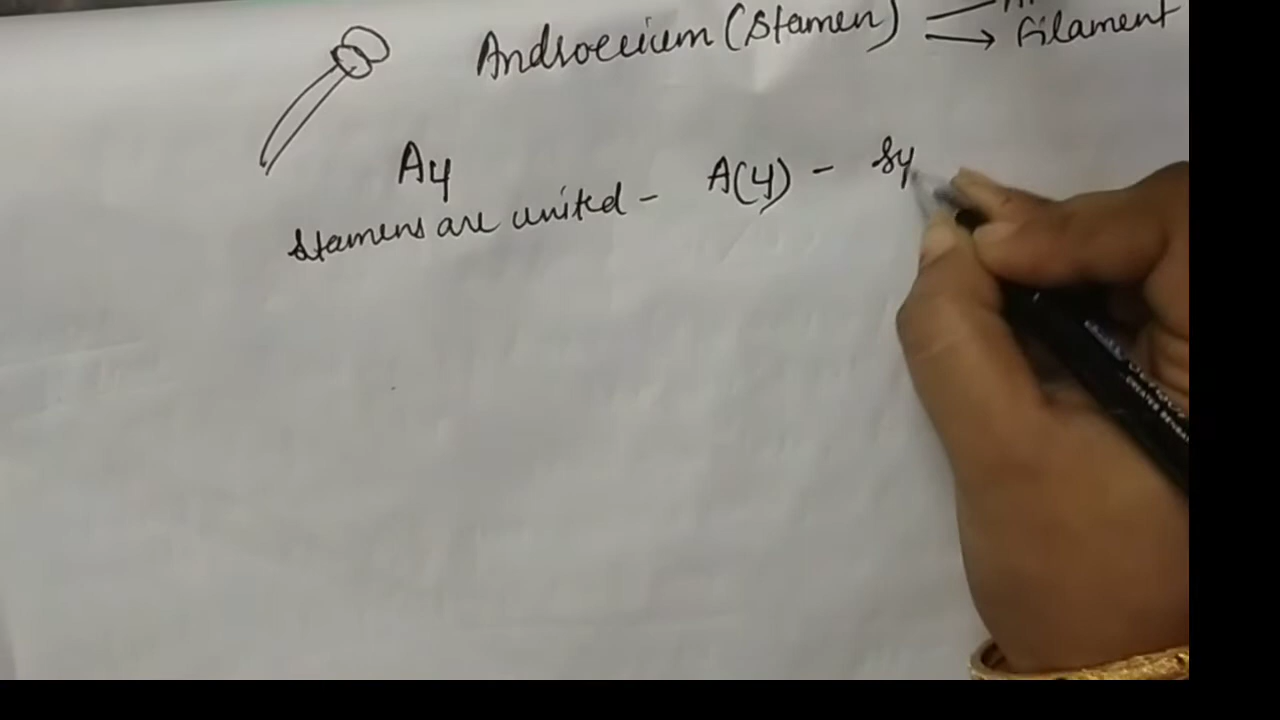 Androecium (Stamen)
Filament
A4
Stamens are united - A(4) - Sy